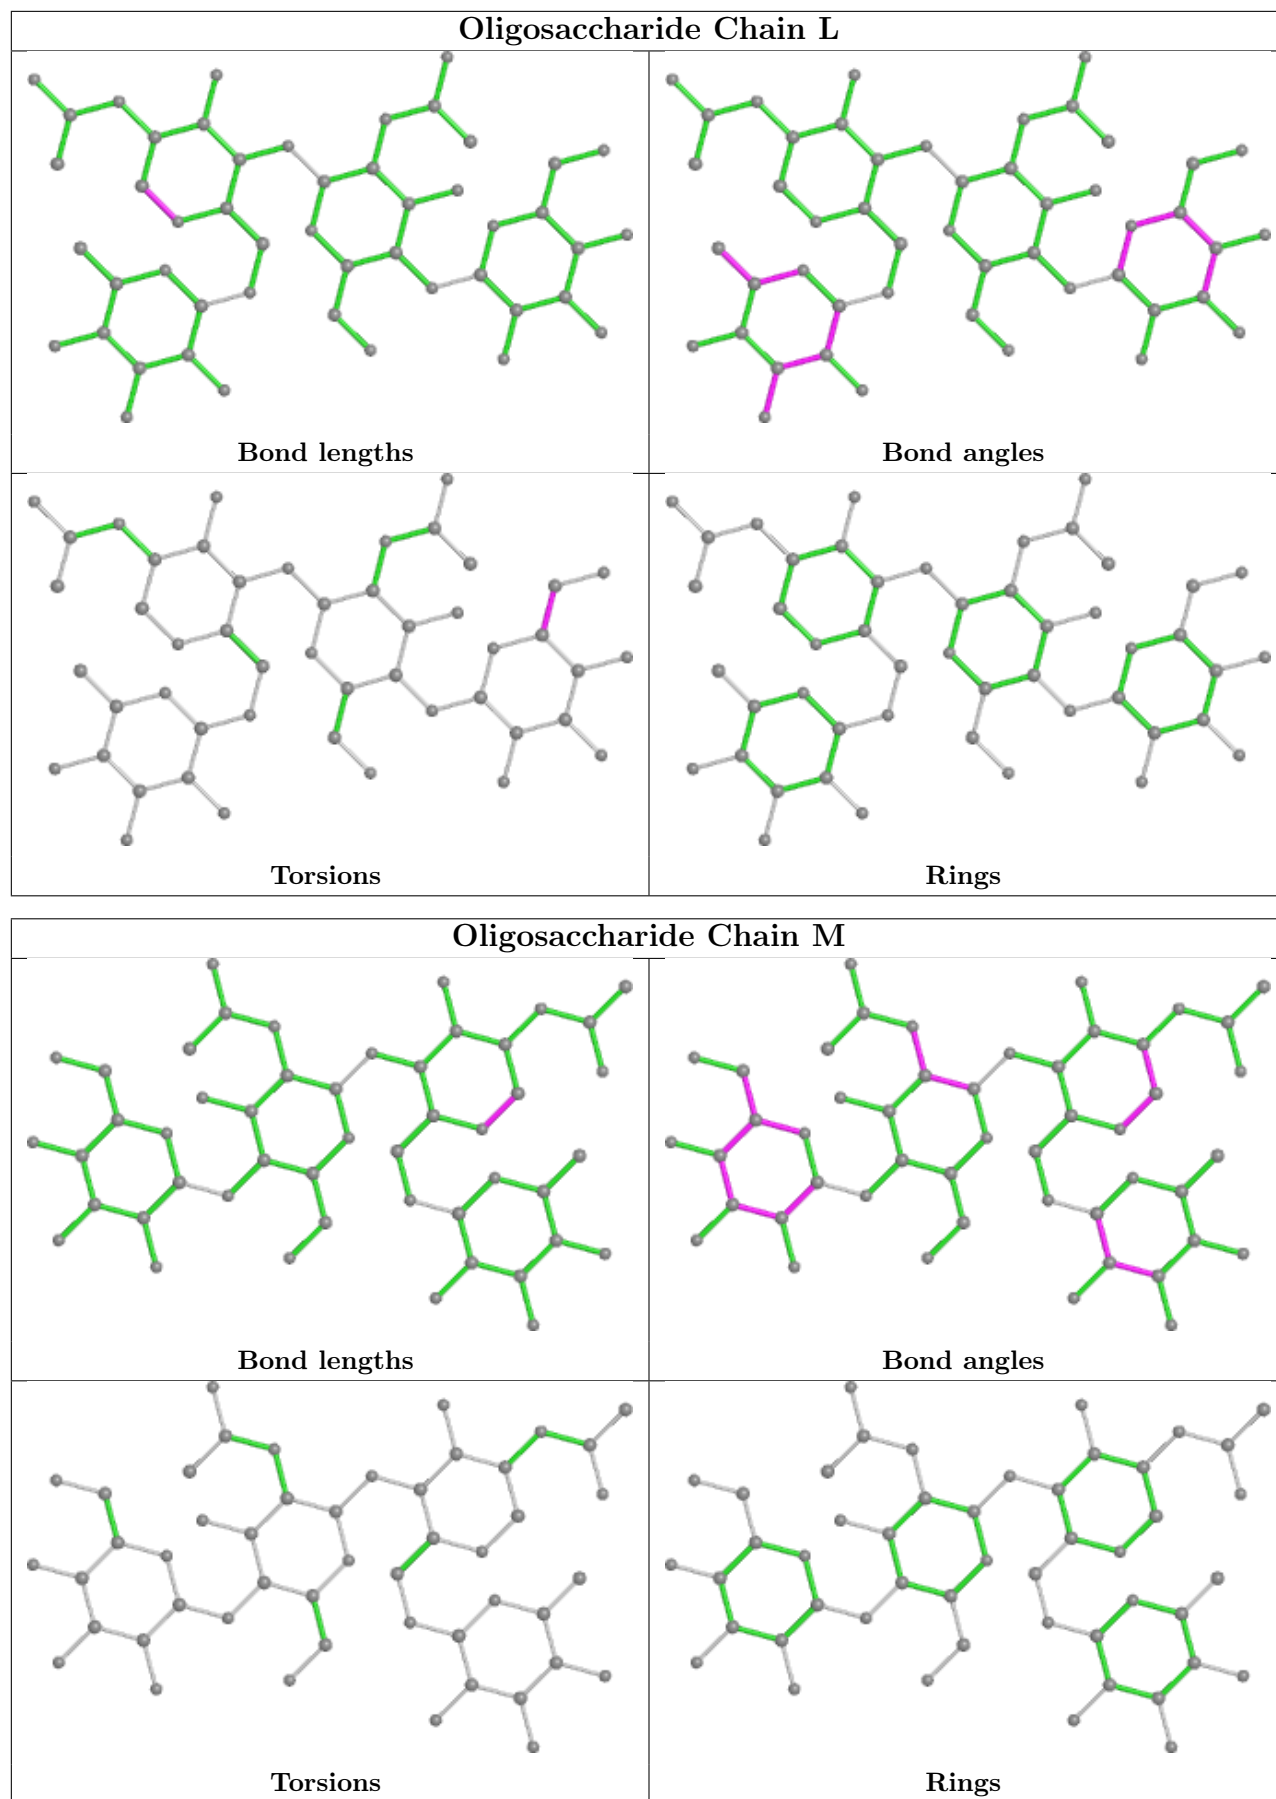 Oligosaccharide Chain L
Bond lengths
Bond angles
Torsions
Rings
Oligosaccharide Chain M
Bond lengths
Bond angles
Torsions
Rings